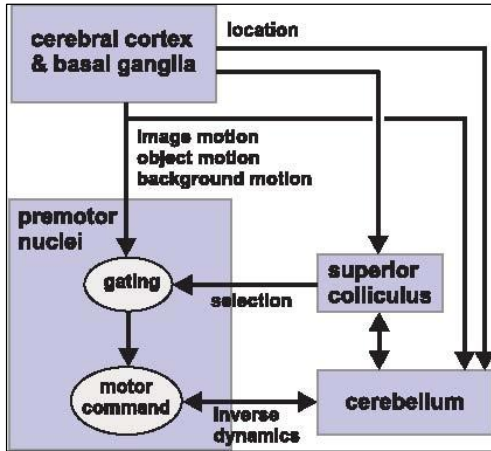 cerebral cortex
& basal ganglia
location
image motion
object motion
background motion
premotor
nuclei
gating
selection
superior
colliculus
motor
command
Inverse
dynamics
cerebellum